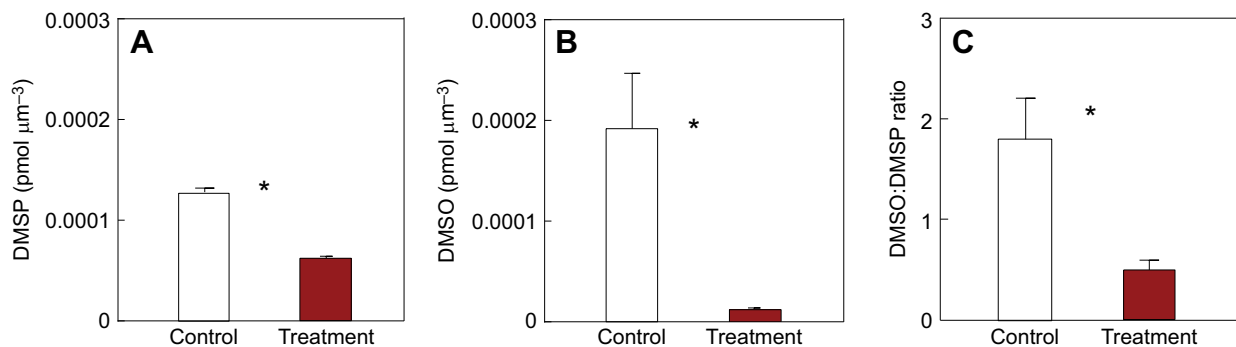 A
DMSP (pmol μm⁻³)
0.0003
0.0002
0.0001
0
*
Control Treatment
B
DMSO (pmol μm⁻³)
0.0003
0.0002
0.0001
0
*
Control Treatment
C
DMSO:DMSP ratio
3
2
1
0
*
Control Treatment